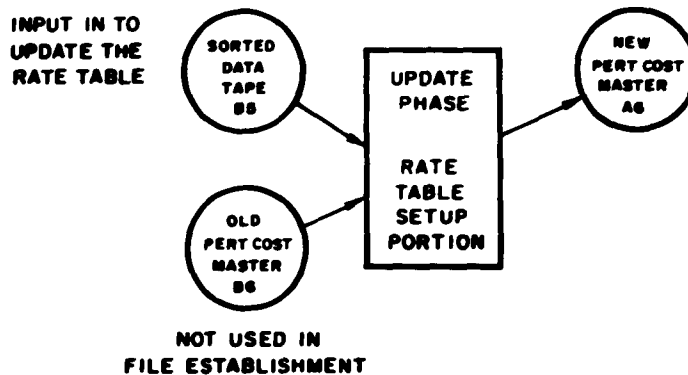 INPUT IN TO
UPDATE THE
RATE TABLE
SORTED
DATA
TAPE
B5
UPDATE
PHASE
RATE
TABLE
SETUP
PORTION
NEW
PERT COST
MASTER
A6
OLD
PERT COST
MASTER
B6
NOT USED IN
FILE ESTABLISHMENT